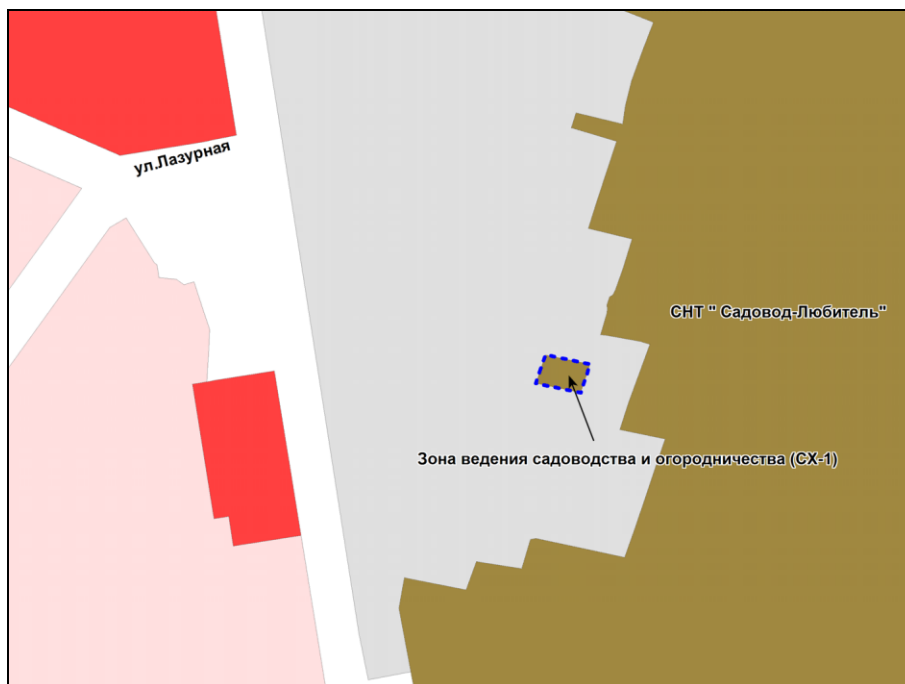 ул.Лазурная
СНТ " Садовод-Любитель"
Зона ведения садоводства и огородничества (СХ-1)